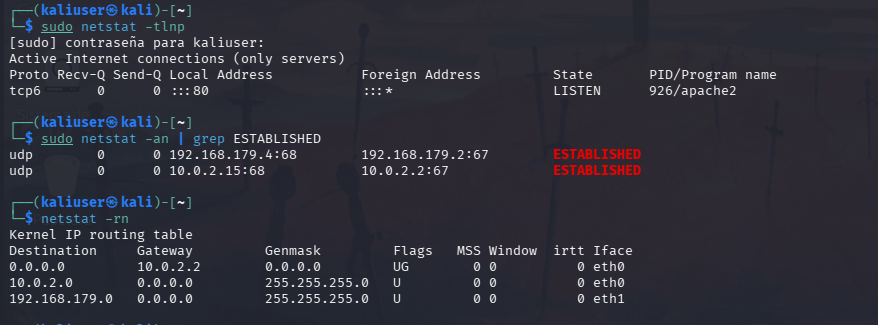 ┌──(kaliuser㉿kali)-[~]
└─$ sudo netstat -tlnp
[sudo] contraseña para kaliuser:
Active Internet connections (only servers)
Proto Recv-Q Send-Q Local Address           Foreign Address         State       PID/Program name
tcp6       0      0 :::80                   :::*                    LISTEN      926/apache2
┌──(kaliuser㉿kali)-[~]
└─$ sudo netstat -an | grep ESTABLISHED
udp        0      0 192.168.179.4:68        192.168.179.2:67        ESTABLISHED
udp        0      0 10.0.2.15:68            10.0.2.2:67             ESTABLISHED
┌──(kaliuser㉿kali)-[~]
└─$ netstat -rn
Kernel IP routing table
Destination     Gateway         Genmask         Flags   MSS Window  irtt Iface
0.0.0.0         10.0.2.2        0.0.0.0         UG        0 0          0 eth0
10.0.2.0        0.0.0.0         255.255.255.0   U         0 0          0 eth0
192.168.179.0   0.0.0.0         255.255.255.0   U         0 0          0 eth1